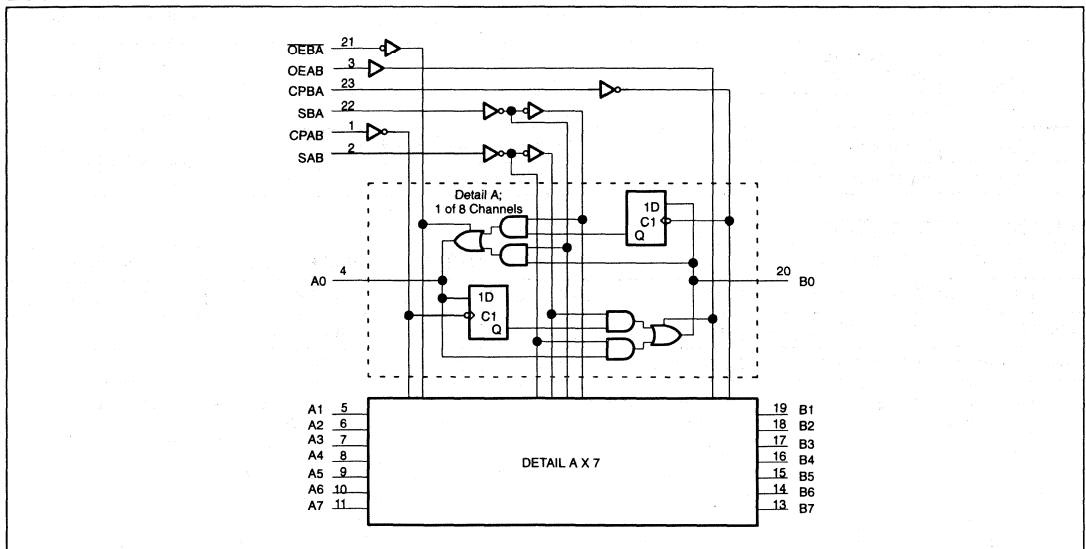 OEBA 21
OEAB 3
CPBA 23
SBA 22
CPAB 1
SAB 2
Detail A;
1 of 8 Channels
1D
C1
Q
A0 4
20 B0
1D
C1
Q
A1 5
A2 6
A3 7
A4 8
A5 9
A6 10
A7 11
DETAIL A X 7
19 B1
18 B2
17 B3
16 B4
15 B5
14 B6
13 B7